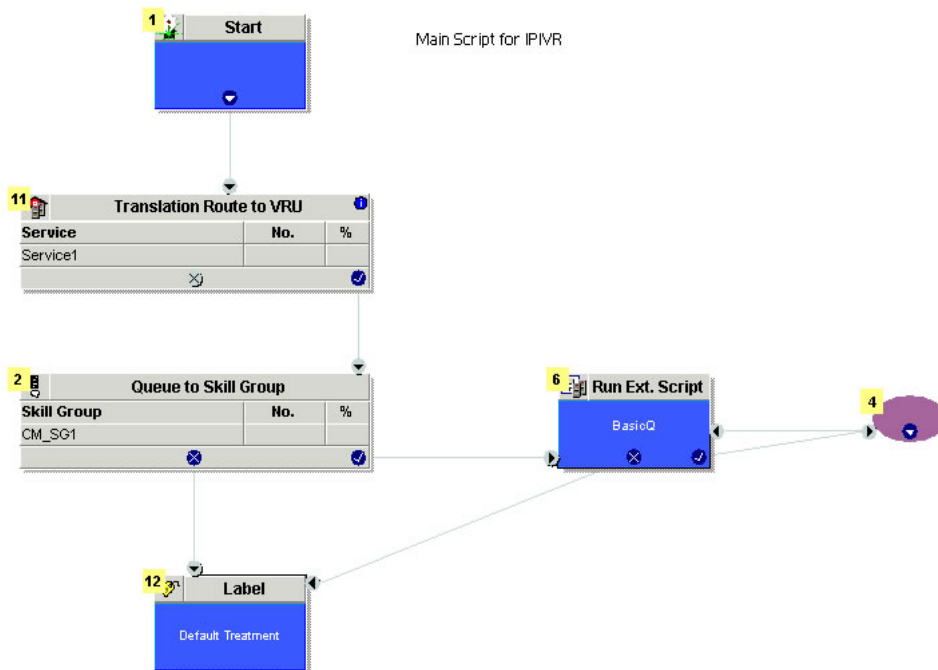 1
Start
Main Script for IPIVR
11
Translation Route to VRU
Service No. %
Service1
2
Queue to Skill Group
Skill Group No. %
CM_SG1
6
Run Ext. Script
BasicQ
4
12
Label
Default Treatment